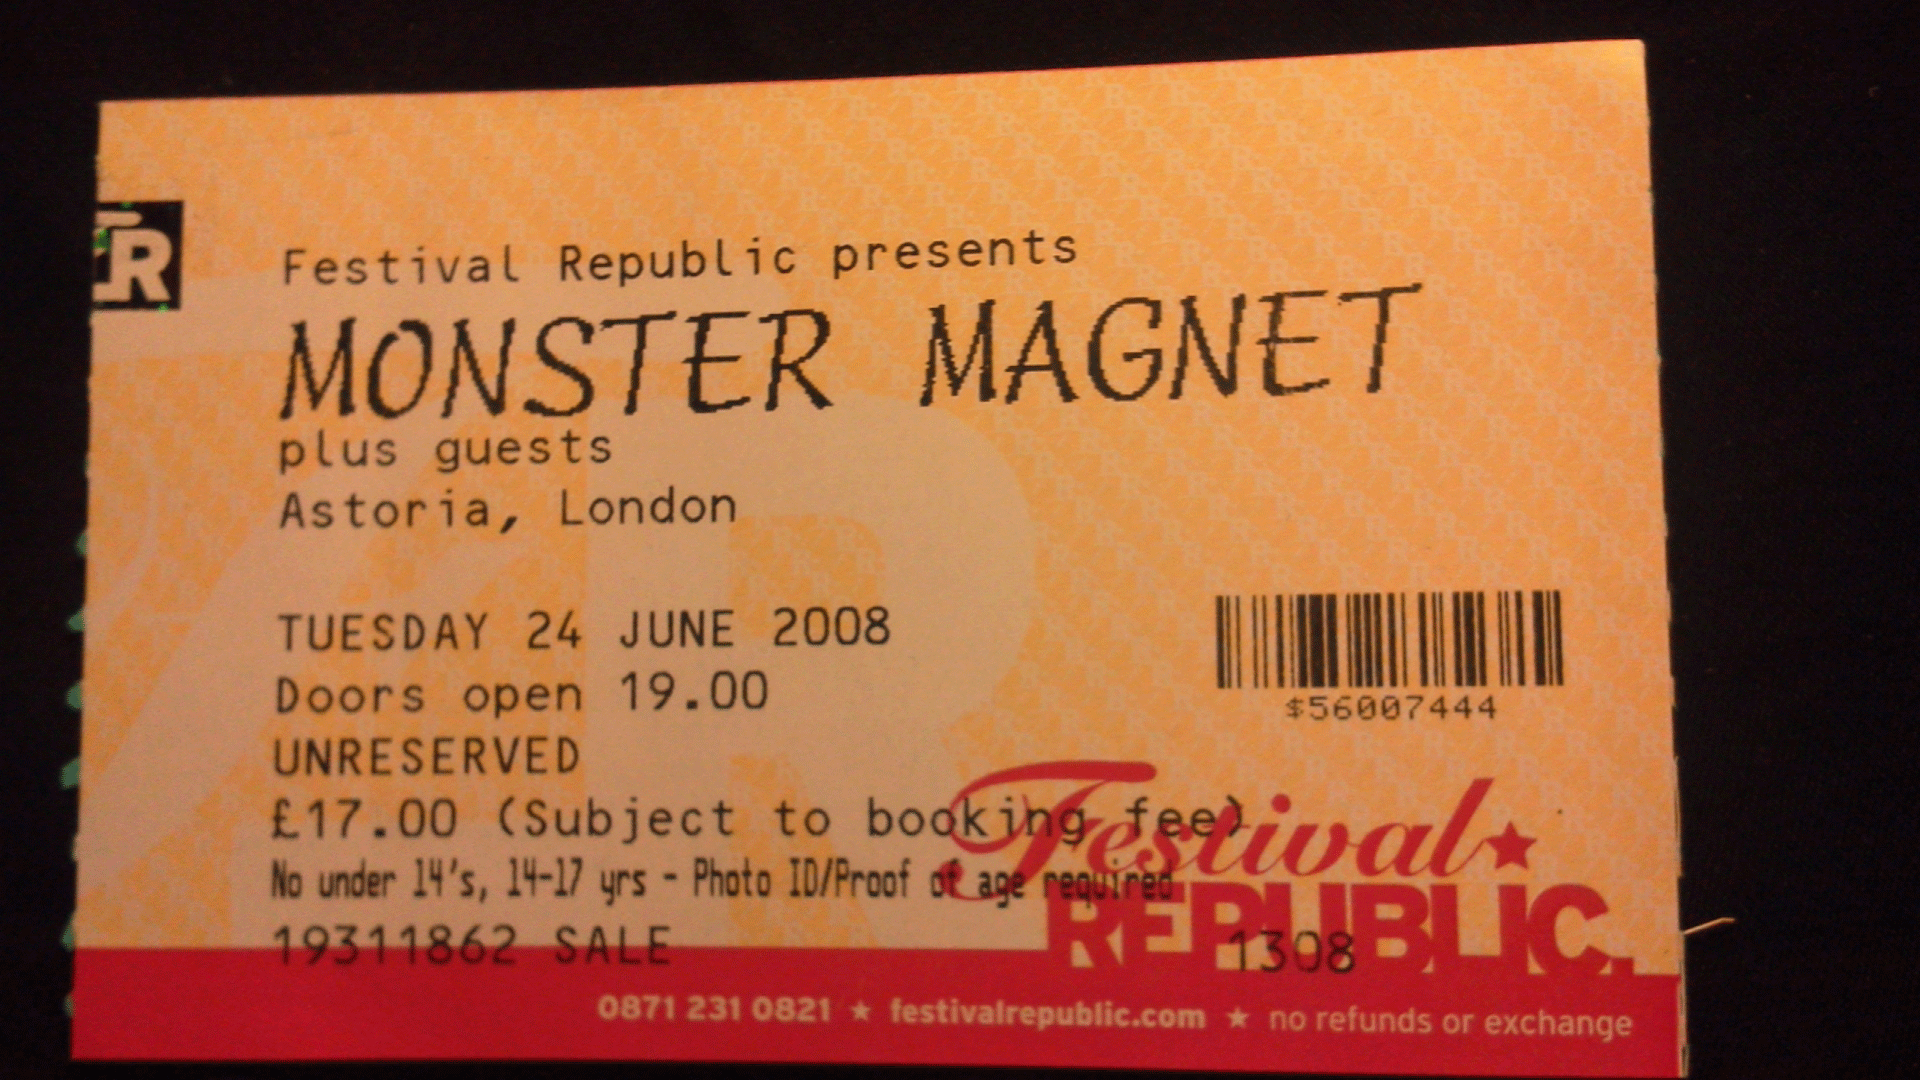 R
Festival Republic presents
MONSTER MAGNET
plus guests
Astoria, London
TUESDAY 24 JUNE 2008
Doors open 19.00
UNRESERVED
$56007444
£17.00 (Subject to booking fee)
No under 14's, 14-17 yrs - Photo ID/Proof of age required
Festival
REPUBLIC.
19311862 SALE 1308
0871 231 0821 ★ festivalrepublic.com ★ no refunds or exchange